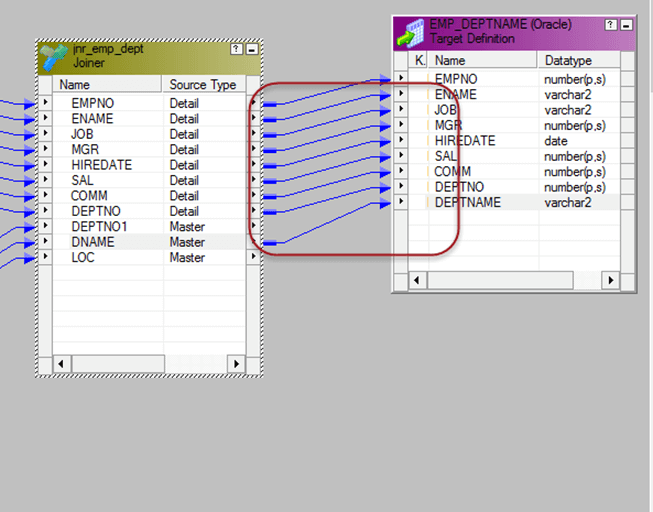 jnr_emp_dept ? -
Joiner
Name Source Type
EMPNO Detail
ENAME Detail
JOB Detail
MGR Detail
HIREDATE Detail
SAL Detail
COMM Detail
DEPTNO Detail
DEPTNO1 Master
DNAME Master
LOC Master
EMP_DEPTNAME (Oracle) ? -
Target Definition
K. Name Datatype
EMPNO number(p,s)
ENAME varchar2
JOB varchar2
MGR number(p,s)
HIREDATE date
SAL number(p,s)
COMM number(p,s)
DEPTNO number(p,s)
DEPTNAME varchar2